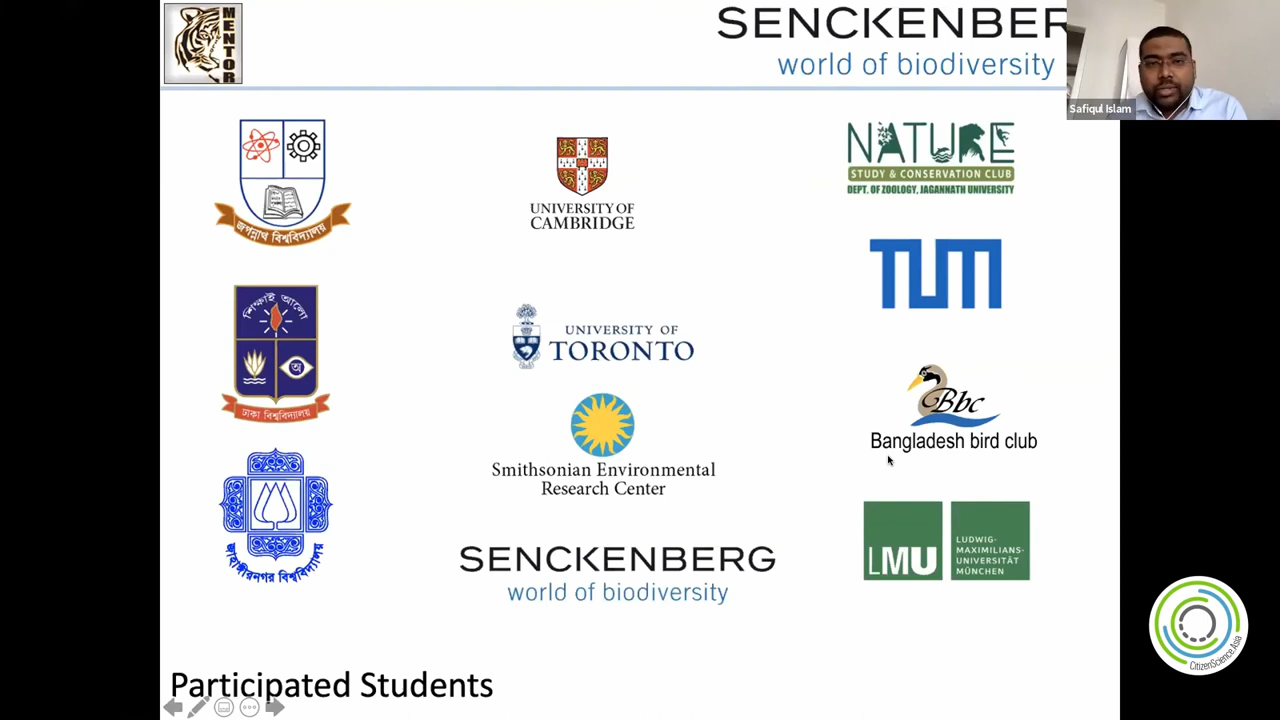 MENTOR
SENCKENBER
world of biodiversity
Safiqul Islam
জগন্নাথ বিশ্ববিদ্যালয়
UNIVERSITY OF
CAMBRIDGE
NATURE
STUDY & CONSERVATION CLUB
DEPT. OF ZOOLOGY, JAGANNATH UNIVERSITY
TUM
শিক্ষাই আলো
অ
ঢাকা বিশ্ববিদ্যালয়
UNIVERSITY OF
TORONTO
Bbc
Bangladesh bird club
Smithsonian Environmental
Research Center
জাহাঙ্গীরনগর বিশ্ববিদ্যালয়
SENCKENBERG
world of biodiversity
LMU
LUDWIG-
MAXIMILIANS-
UNIVERSITÄT
MÜNCHEN
CitizenScience.Asia
Participated Students